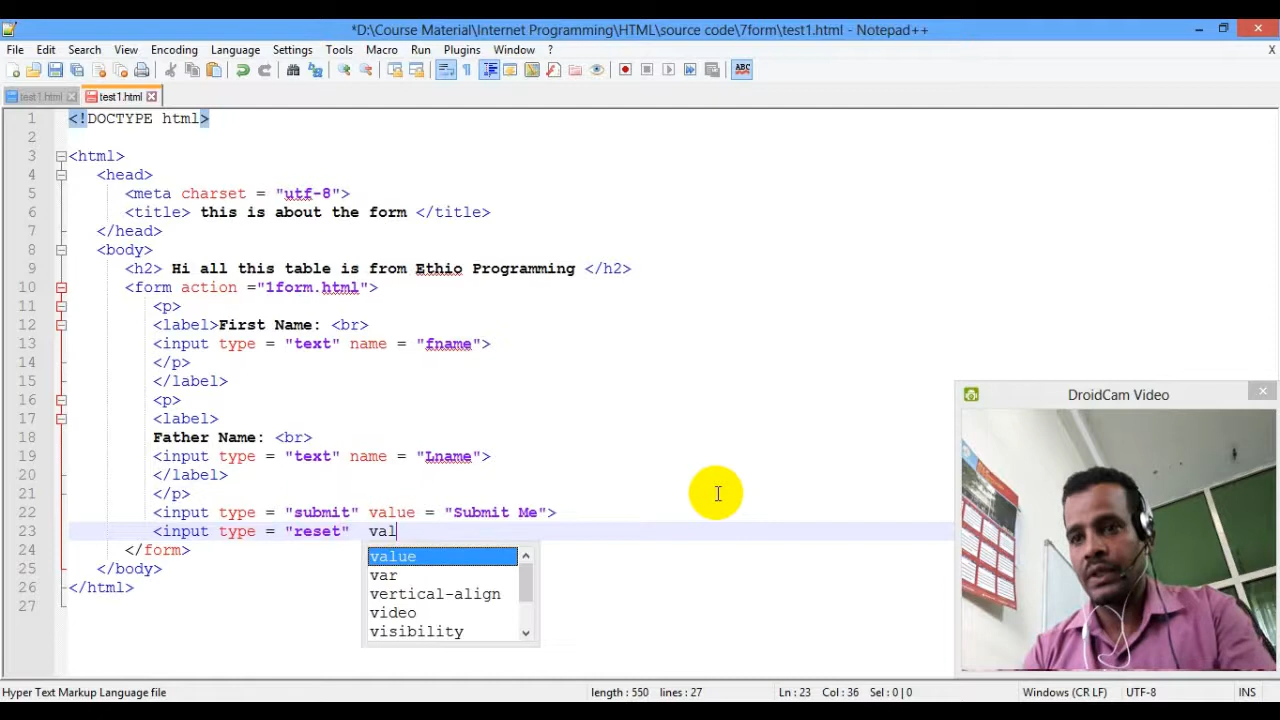 *D:\Course Material\Internet Programming\HTML\source code\7form\test1.html - Notepad++
File Edit Search View Encoding Language Settings Tools Macro Run Plugins Window ? X
test1.html test1.html
1 <!DOCTYPE html>
2
3 <html>
4 <head>
5 <meta charset = "utf-8">
6 <title> this is about the form </title>
7 </head>
8 <body>
9 <h2> Hi all this table is from Ethio Programming </h2>
10 <form action ="1form.html">
11 <p>
12 <label>First Name: <br>
13 <input type = "text" name = "fname">
14 </p>
15 </label>
16 <p>
17 <label>
18 Father Name: <br>
19 <input type = "text" name = "Lname">
20 </label>
21 </p>
22 <input type = "submit" value = "Submit Me">
23 <input type = "reset" val
24 </form>
25 </body>
26 </html>
27
value
var
vertical-align
video
visibility
DroidCam Video
Hyper Text Markup Language file length : 550 lines : 27 Ln : 23 Col : 36 Sel : 0 | 0 Windows (CR LF) UTF-8 INS